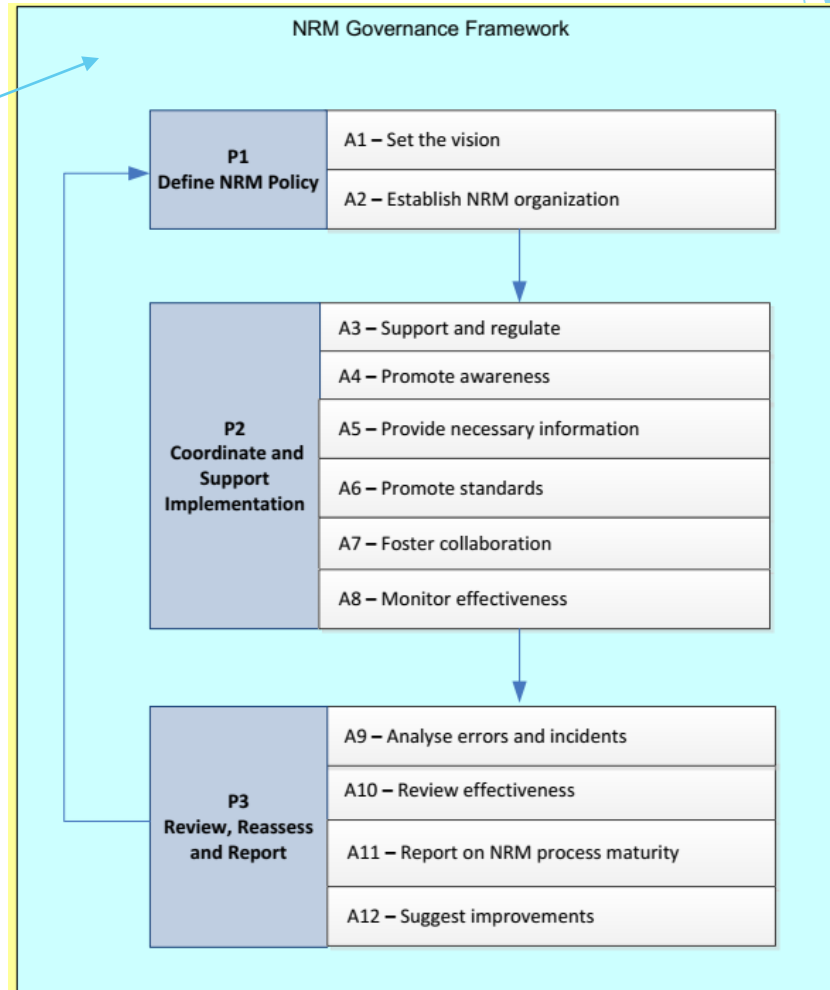 NRM Governance Framework
P1
Define NRM Policy
A1 – Set the vision
A2 – Establish NRM organization
P2
Coordinate and
Support
Implementation
A3 – Support and regulate
A4 – Promote awareness
A5 – Provide necessary information
A6 – Promote standards
A7 – Foster collaboration
A8 – Monitor effectiveness
P3
Review, Reassess
and Report
A9 – Analyse errors and incidents
A10 – Review effectiveness
A11 – Report on NRM process maturity
A12 – Suggest improvements